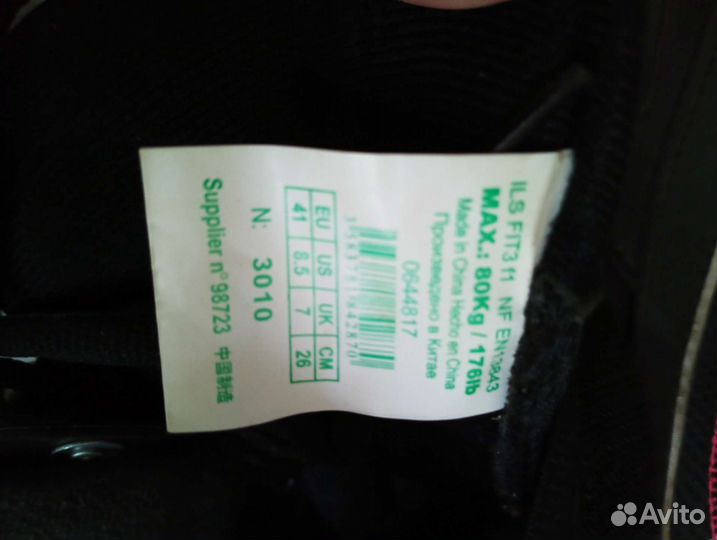 ILS FIT3 f1 NF EN13843
MAX.: 80Kg / 176lb
Made in China Hecho en China
Произведено в Китае
0644817
EU US UK CM
41 8.5 7 26
N: 3010
Supplier n° 98723 中国制造
Avito